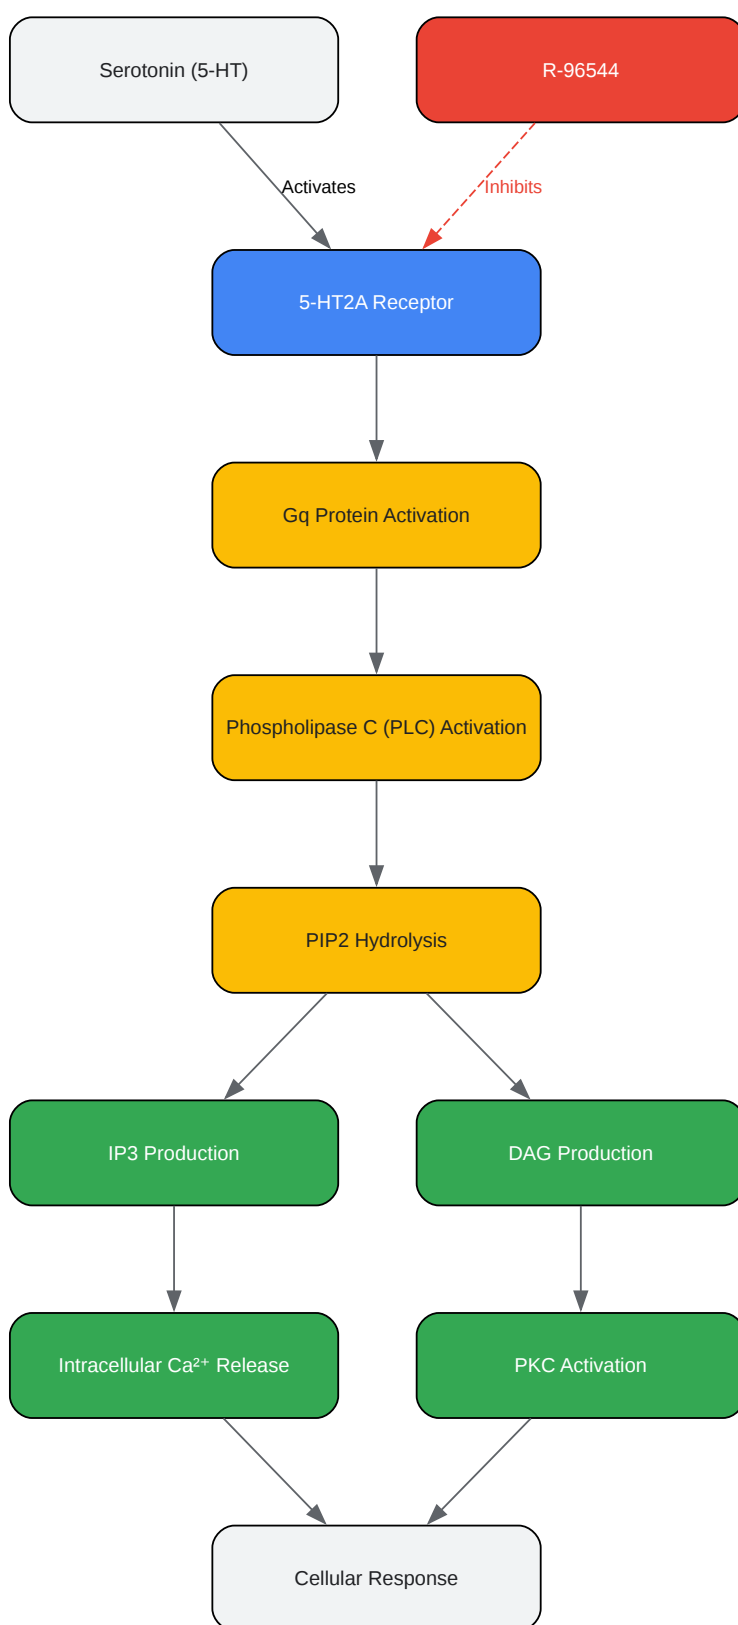 Serotonin (5-HT)
R-96544
Activates
Inhibits
5-HT2A Receptor
Gq Protein Activation
Phospholipase C (PLC) Activation
PIP2 Hydrolysis
IP3 Production
DAG Production
Intracellular Ca²⁺ Release
PKC Activation
Cellular Response